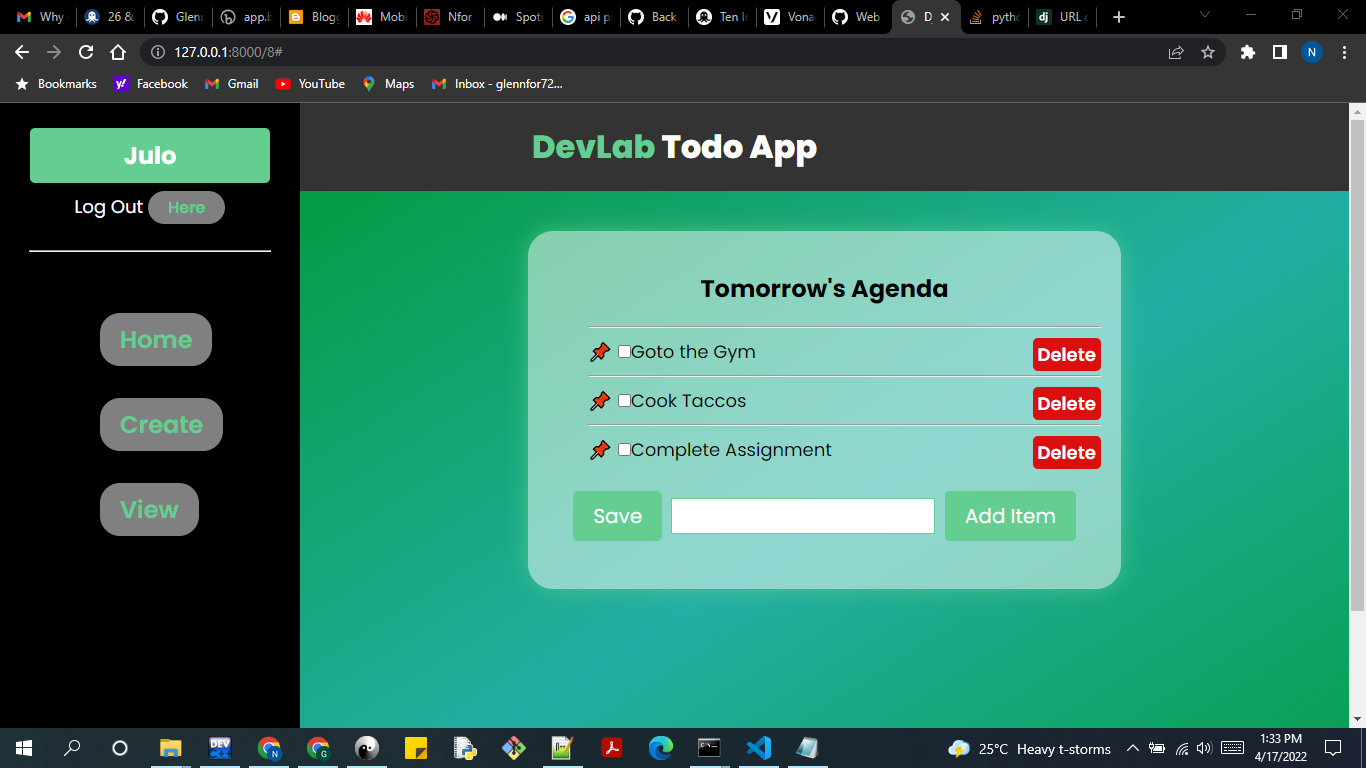 Why
26 &
Glenn
app.b
Blogg
Mobi
Nfor
Spoti
api p
Back
Ten I
Vona
Web
D
pytho
URL c
127.0.0.1:8000/8#
N
Bookmarks
Facebook
Gmail
YouTube
Maps
Inbox - glennfor72...
Julo
Log Out Here
Home
Create
View
DevLab Todo App
Tomorrow's Agenda
Goto the Gym Delete
Cook Taccos Delete
Complete Assignment Delete
Save Add Item
25°C Heavy t-storms
1:33 PM
4/17/2022